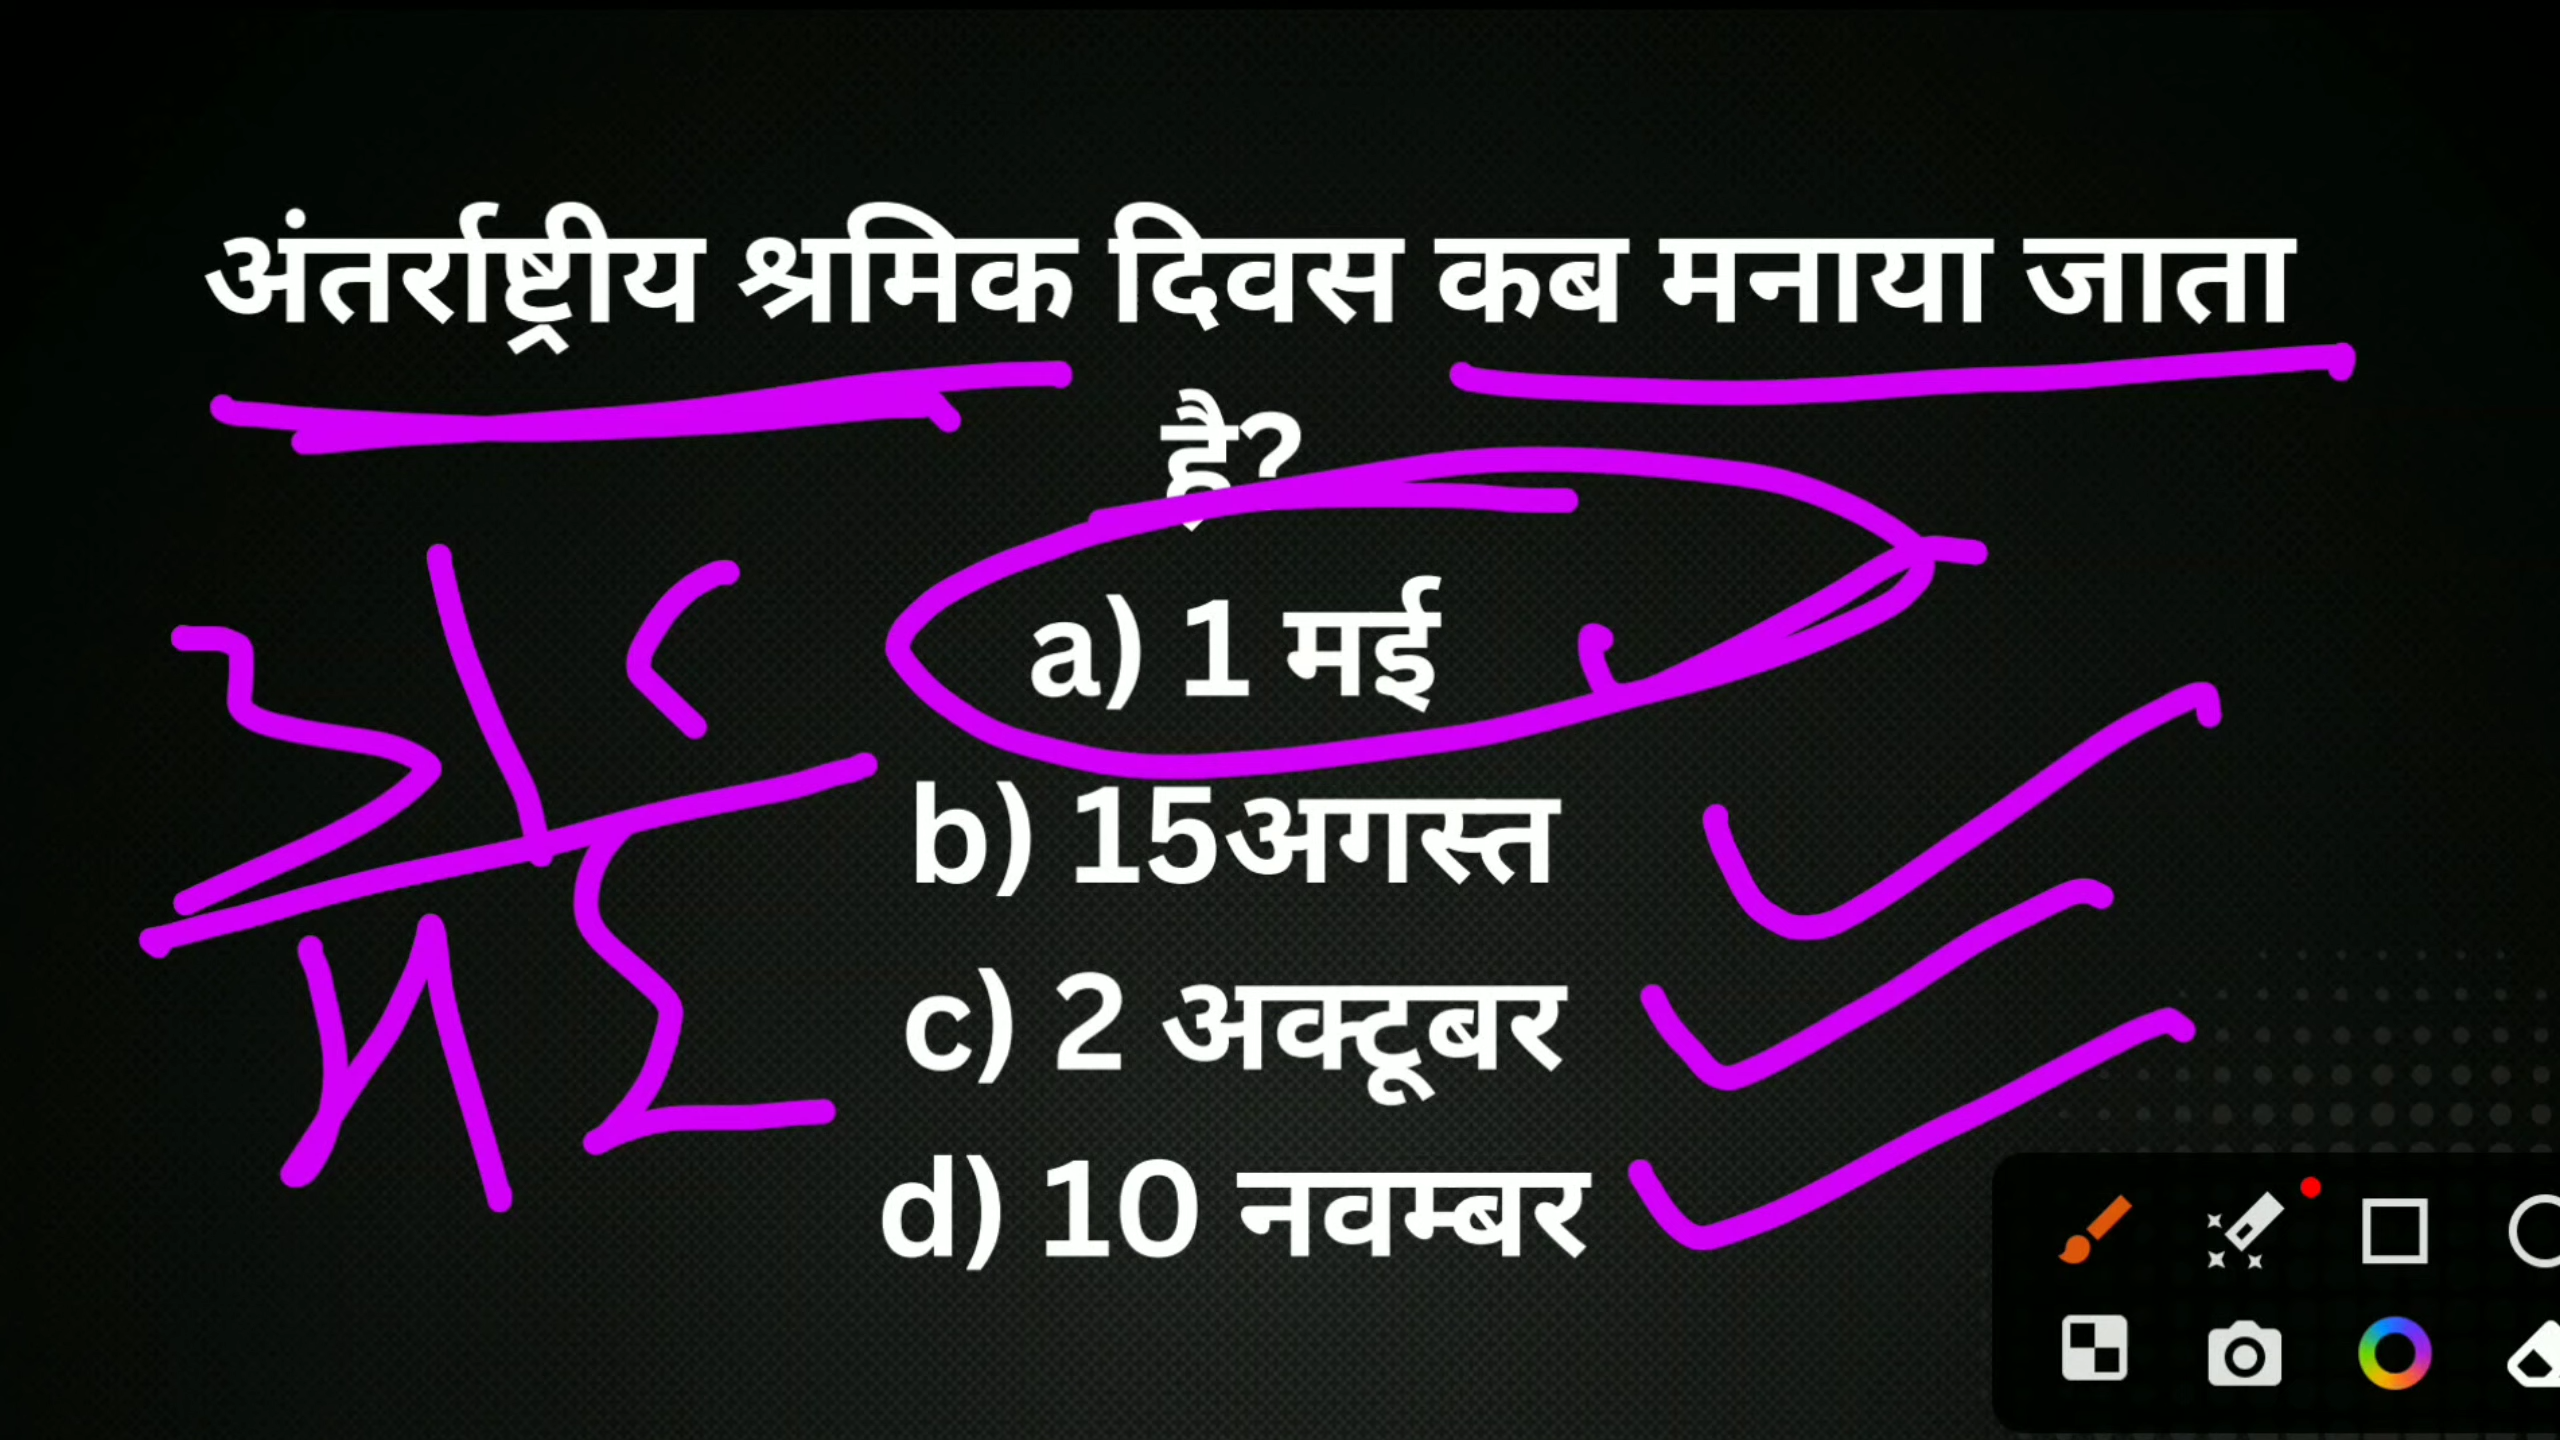 अंतर्राष्ट्रीय श्रमिक दिवस कब मनाया जाता
है?
a) 1 मई
b) 15अगस्त
c) 2 अक्टूबर
d) 10 नवम्बर